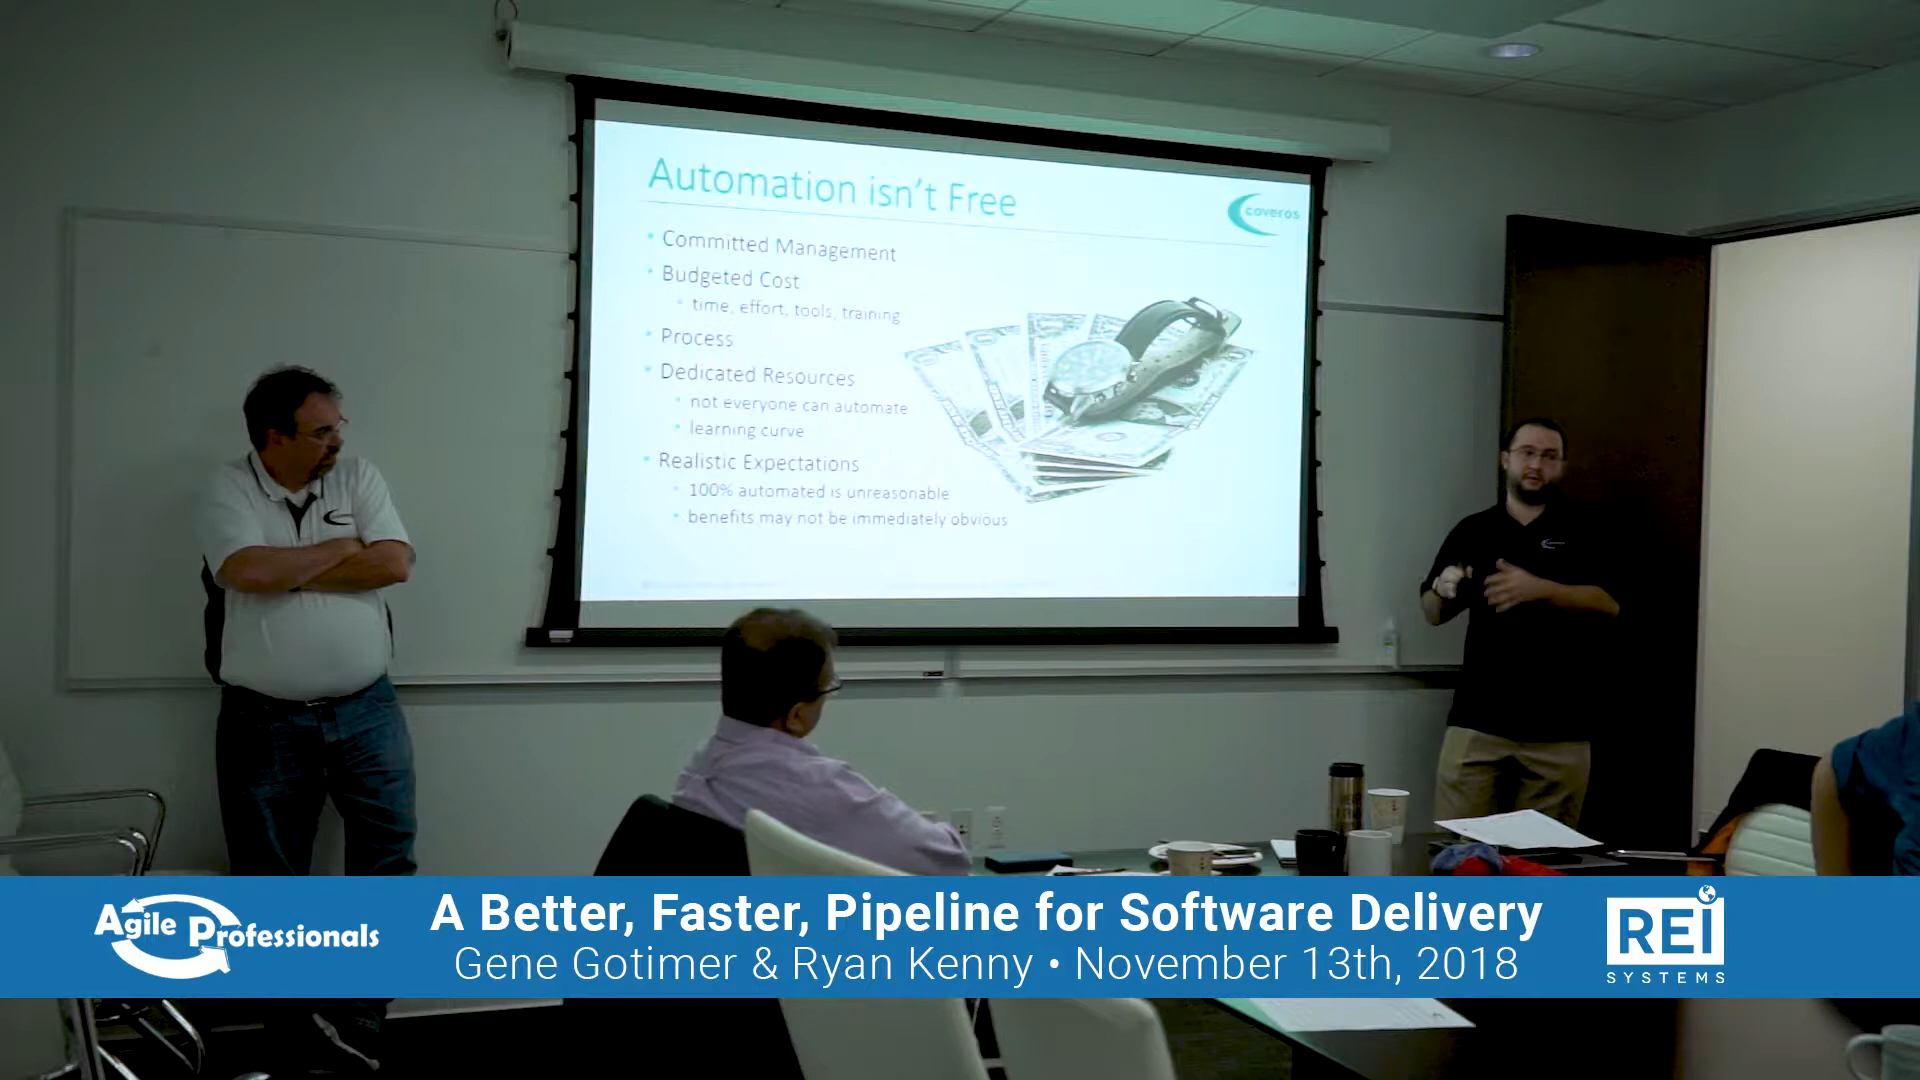 Automation isn't Free
coveros
• Committed Management
• Budgeted Cost
• time, effort, tools, training
• Process
• Dedicated Resources
• not everyone can automate
• learning curve
• Realistic Expectations
• 100% automated is unreasonable
• benefits may not be immediately obvious
Agile Professionals
A Better, Faster, Pipeline for Software Delivery
Gene Gotimer & Ryan Kenny • November 13th, 2018
REI
SYSTEMS